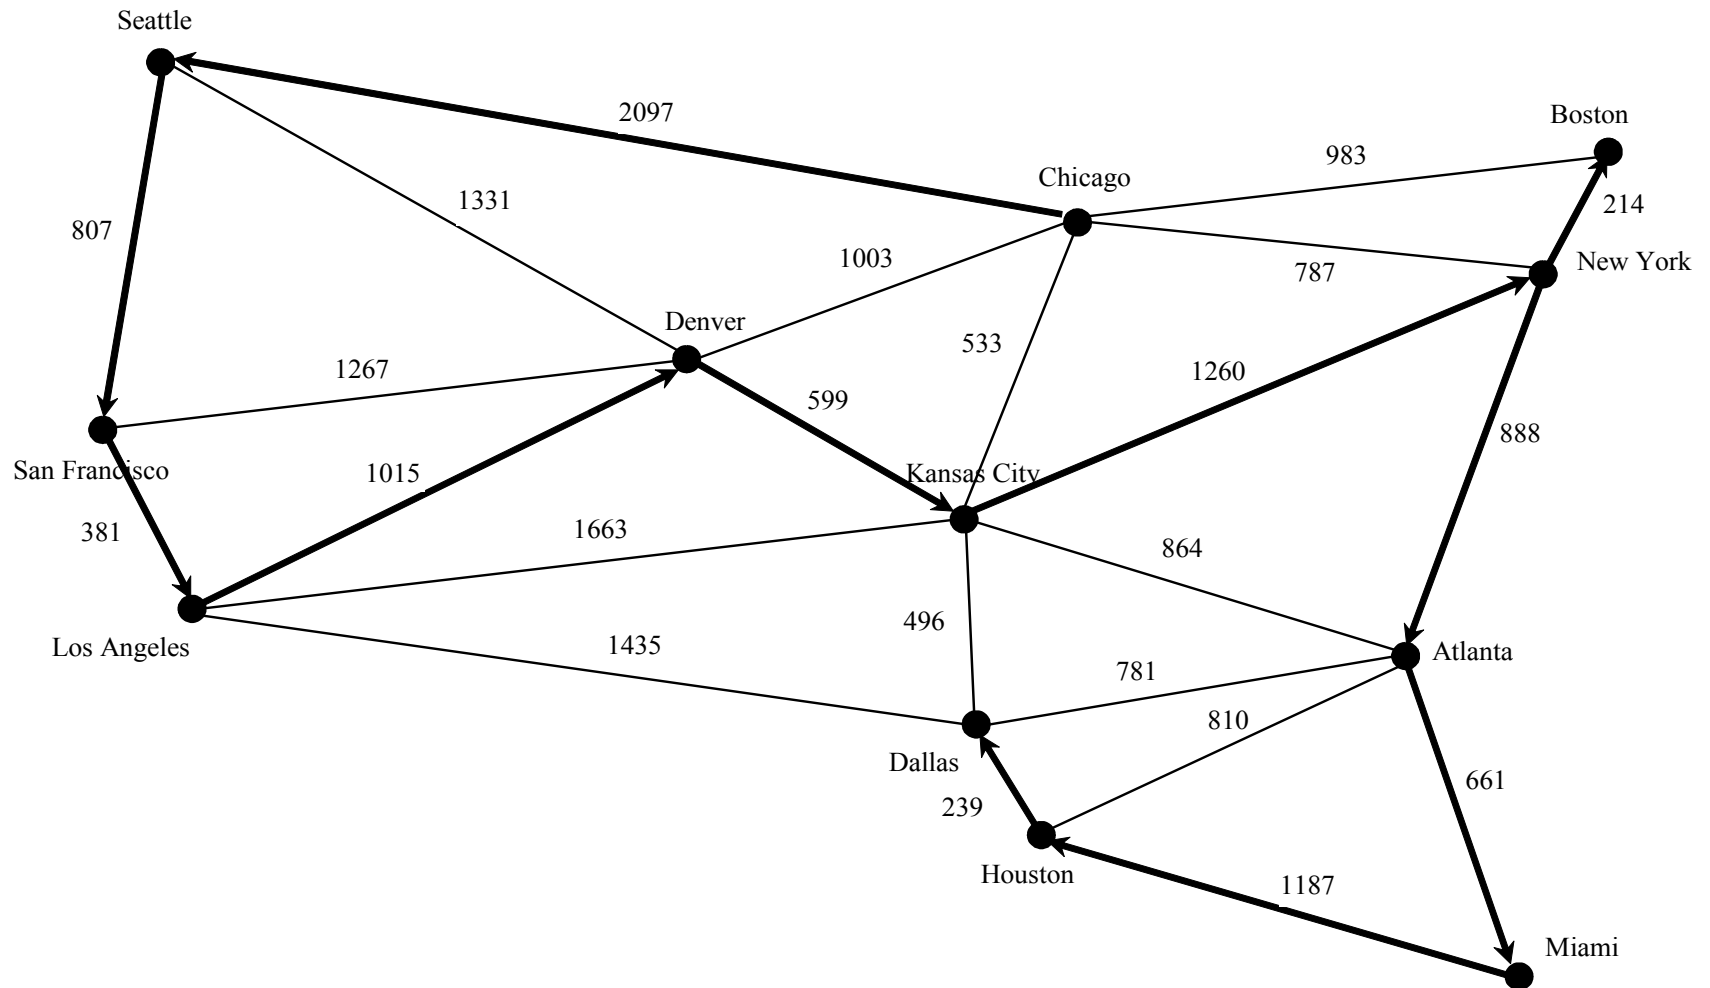 Seattle
2097
Boston
983
Chicago
1331
214
807
1003
New York
787
Denver
533
1267
1260
599
888
San Francisco
1015
Kansas City
381
1663
864
496
1435
Los Angeles
Atlanta
781
810
Dallas
661
239
Houston
1187
Miami